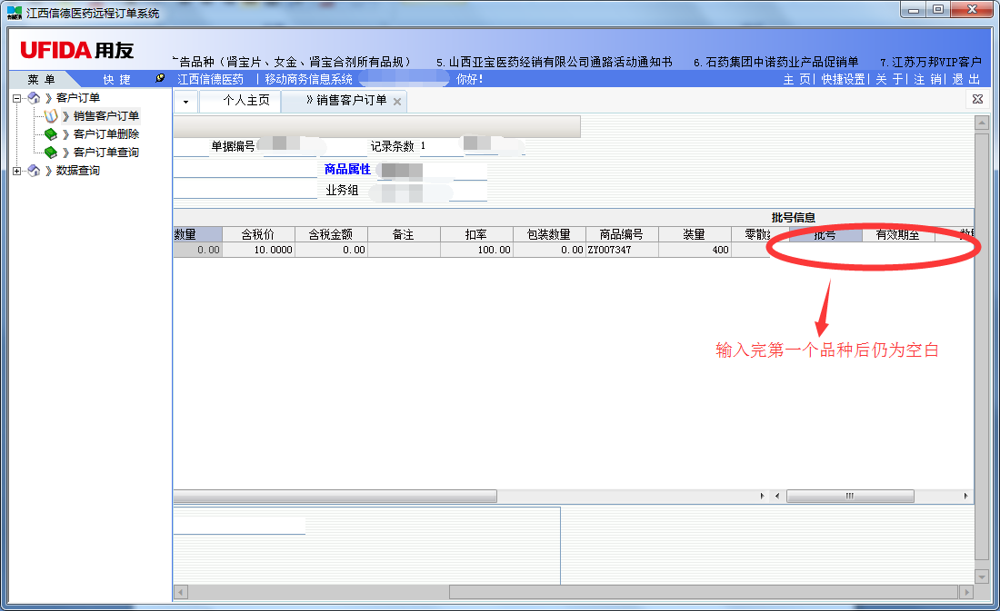 江西信德医药远程订单系统
UFIDA 用友
告品种（肾宝片、女金、肾宝合剂所有品规） 5. 山西亚宝医药经销有限公司通路活动通知书 6. 石药集团中诺药业产品促销单 7. 江苏万邦VIP客户
菜 单 快 捷 江西信德医药 | 移动商务信息系统 你好! 主 页| 快捷设置| 关 于| 注 销| 退 出
客户订单
销售客户订单
客户订单删除
客户订单查询
数据查询
个人主页 》销售客户订单
单据编号 记录条数 1
商品属性
业务组
批号信息
数量 含税价 含税金额 备注 扣率 包装数量 商品编号 装量 零散 批号 有效期至
0.00 10.0000 0.00 100.00 0.00 ZY007347 400
输入完第一个品种后仍为空白